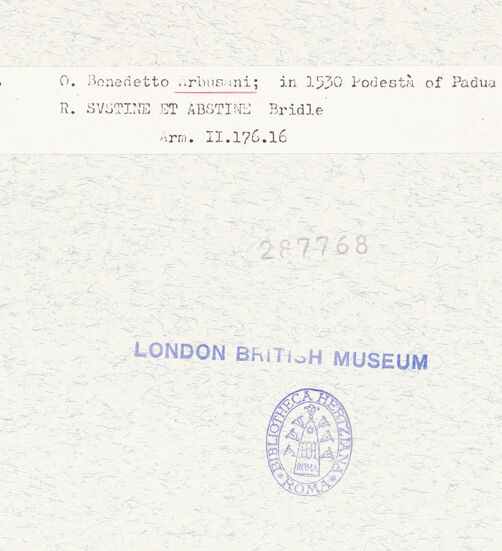 O. Benedetto Arbusani; in 1530 Podestà of Padua
R. SVSTINE ET ABSTINE Bridle
Arm. II.176.16
287768
LONDON BRITISH MUSEUM
BIBLIOTHECA HERTZIANA
ROMA
* ROMA *